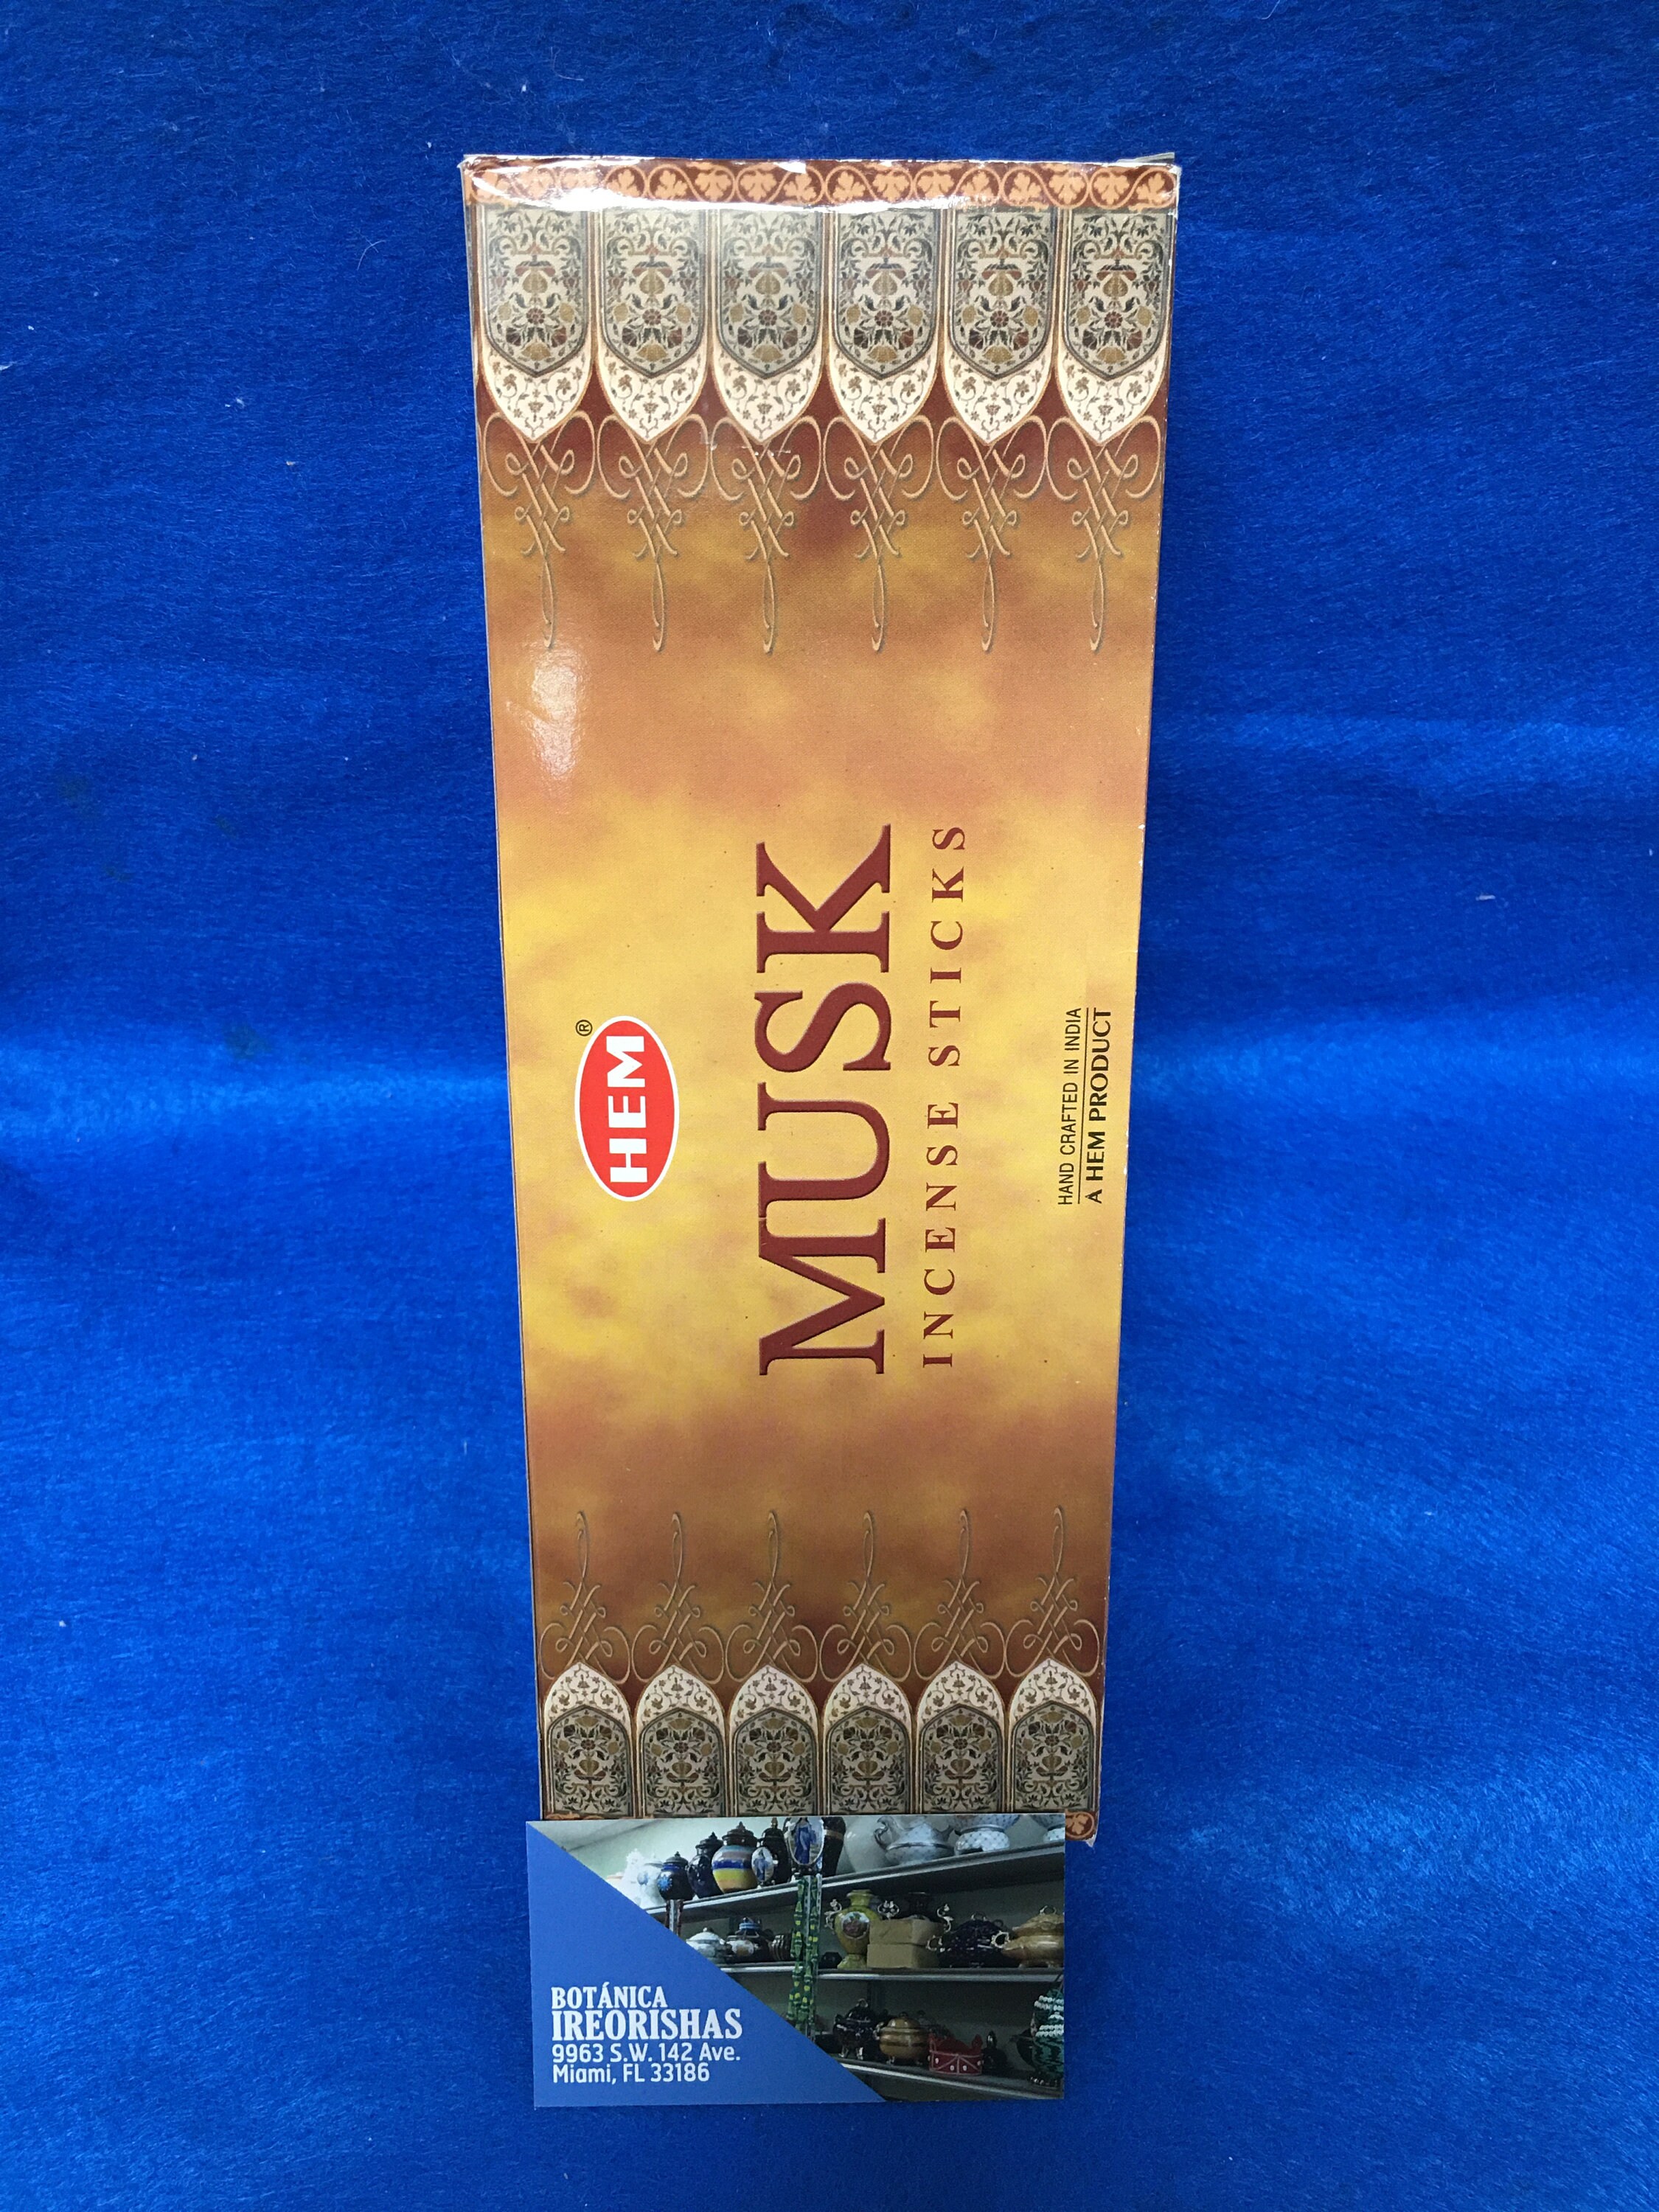 HEM®
MUSK
INCENSE STICKS
HAND CRAFTED IN INDIA
A HEM PRODUCT
BOTÁNICA
IREORISHAS
9963 S.W. 142 Ave.
Miami, FL 33186